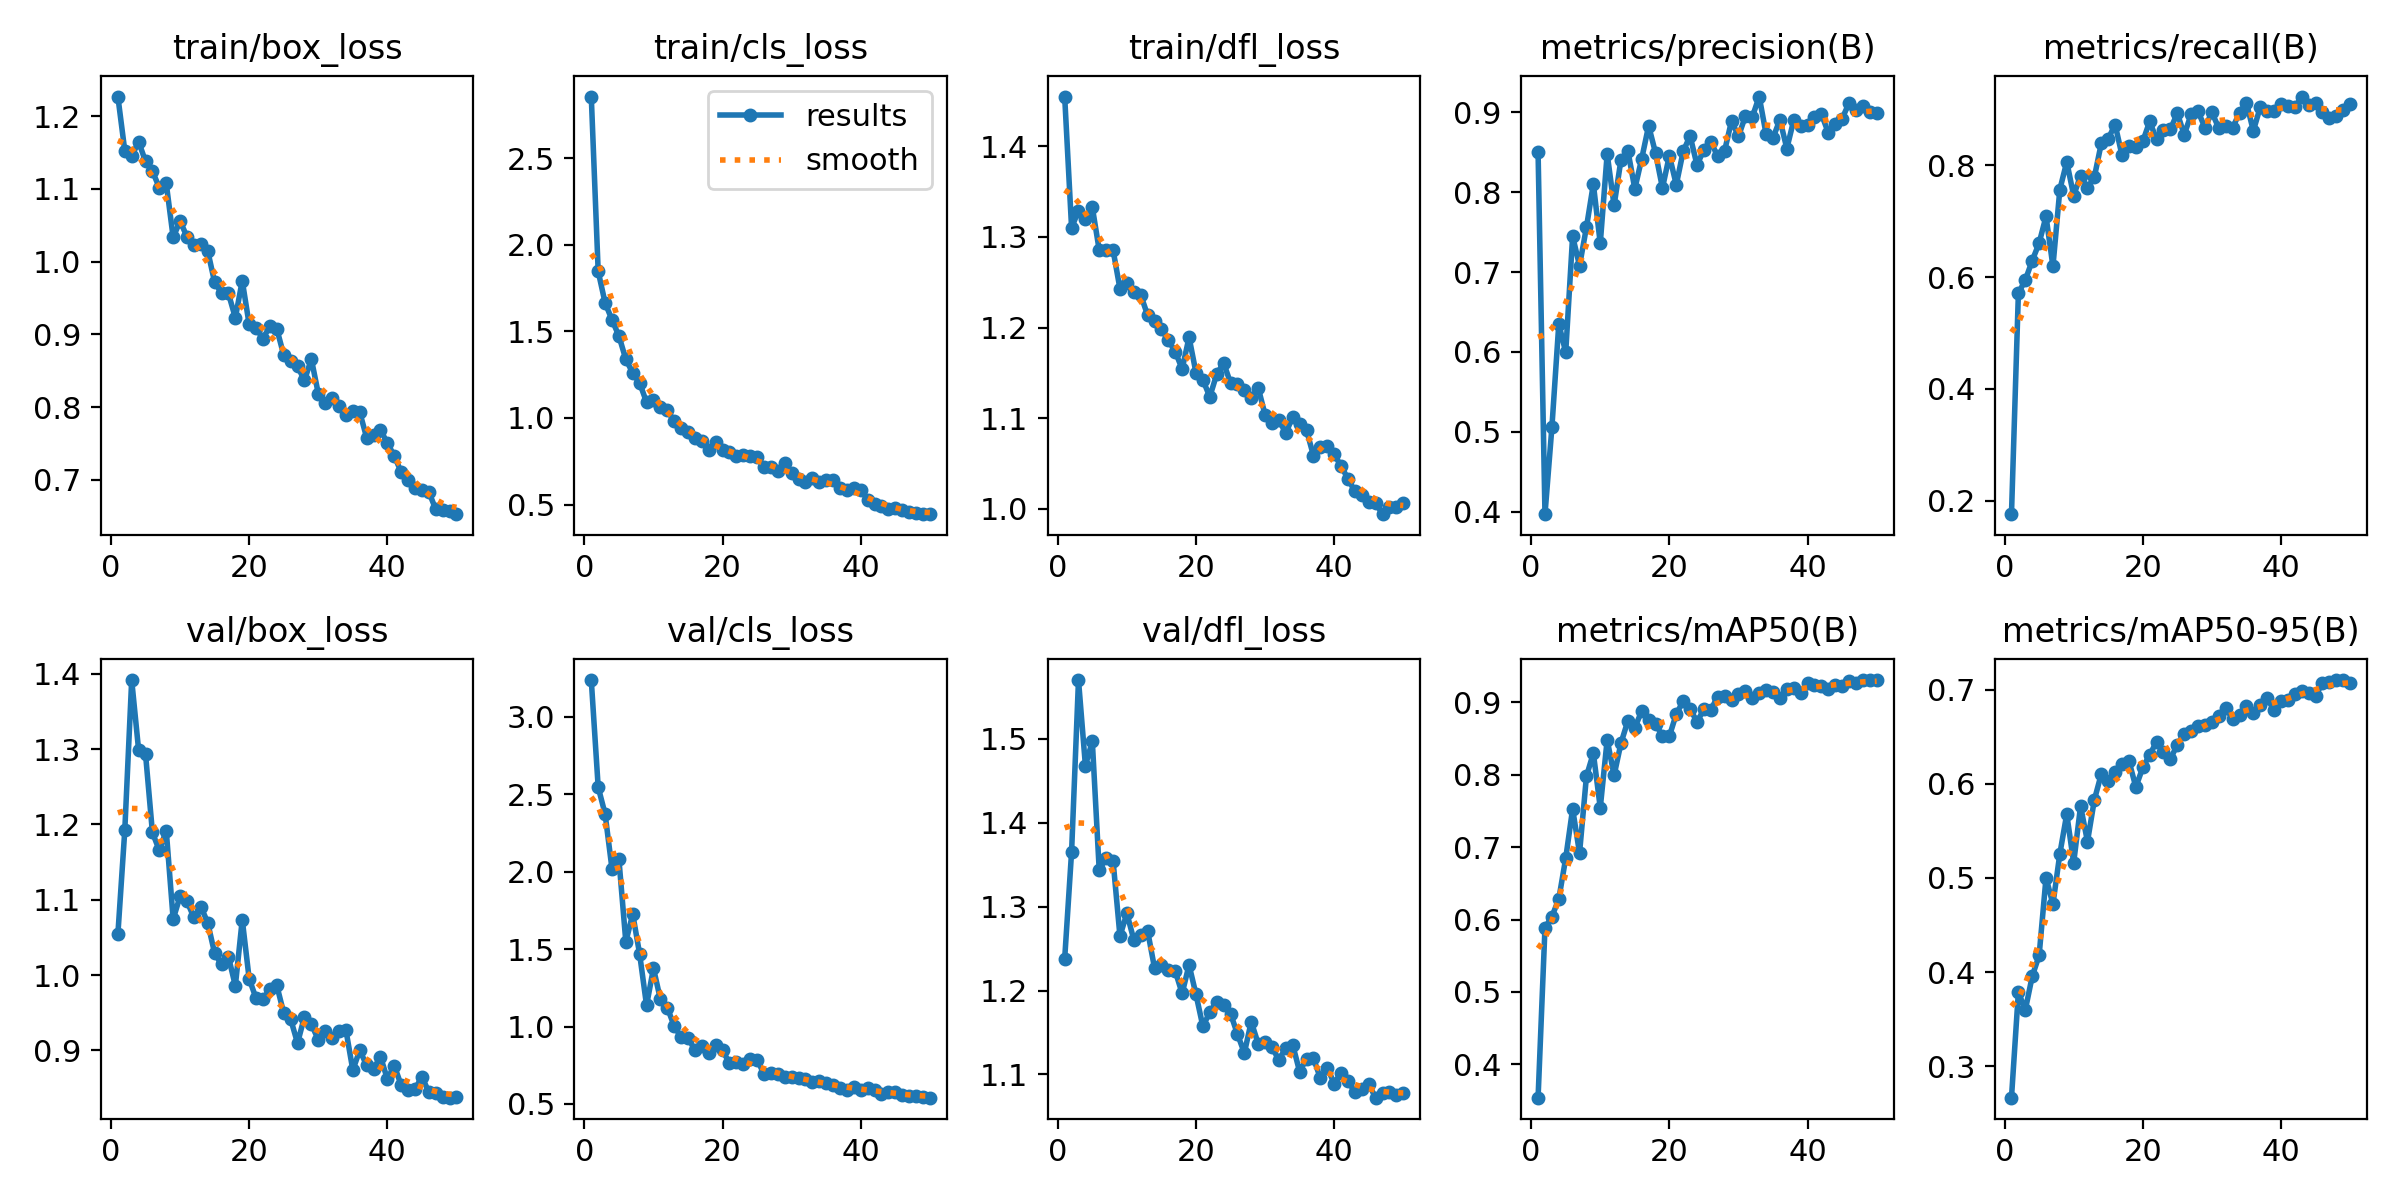 train/box_loss
1.2
1.1
1.0
0.9
0.8
0.7
0 20 40
train/cls_loss
results
smooth
2.5
2.0
1.5
1.0
0.5
0 20 40
train/dfl_loss
1.4
1.3
1.2
1.1
1.0
0 20 40
metrics/precision(B)
0.9
0.8
0.7
0.6
0.5
0.4
0 20 40
metrics/recall(B)
0.8
0.6
0.4
0.2
0 20 40
val/box_loss
1.4
1.3
1.2
1.1
1.0
0.9
0 20 40
val/cls_loss
3.0
2.5
2.0
1.5
1.0
0.5
0 20 40
val/dfl_loss
1.5
1.4
1.3
1.2
1.1
0 20 40
metrics/mAP50(B)
0.9
0.8
0.7
0.6
0.5
0.4
0 20 40
metrics/mAP50-95(B)
0.7
0.6
0.5
0.4
0.3
0 20 40